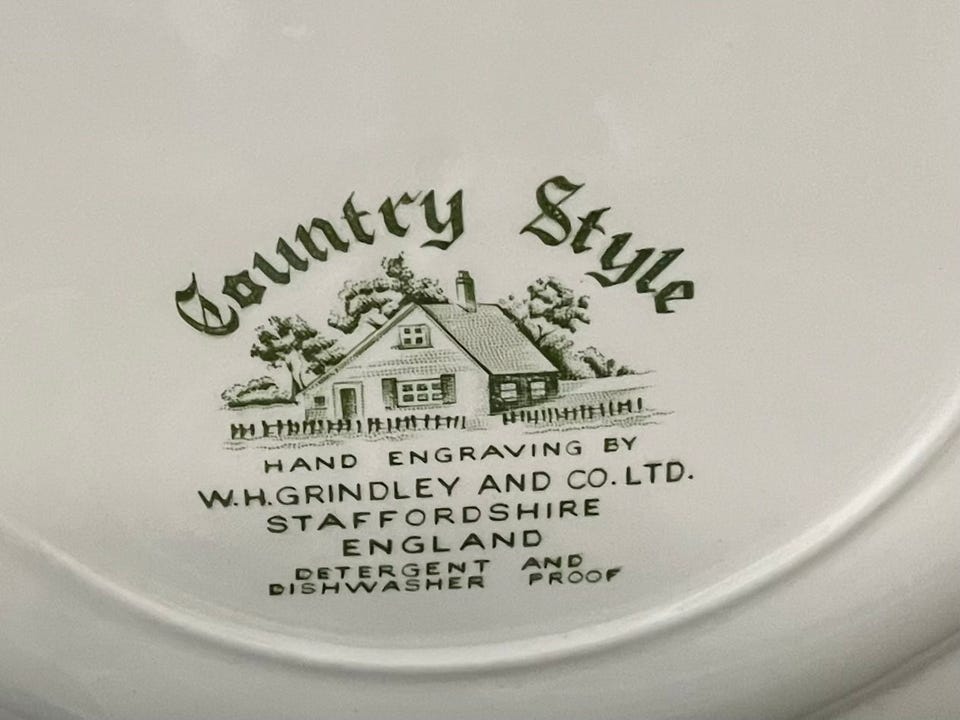 Country Style
HAND ENGRAVING BY
W.H.GRINDLEY AND CO. LTD.
STAFFORDSHIRE
ENGLAND
DETERGENT AND
DISHWASHER PROOF